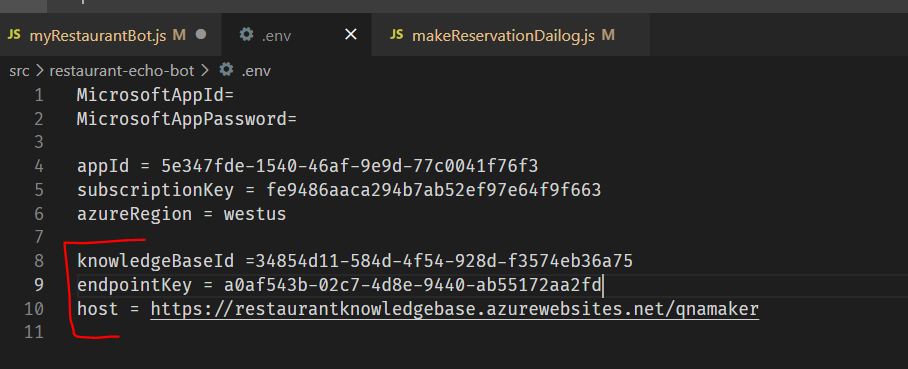 JS myRestaurantBot.js M
.env
JS makeReservationDailog.js M
src > restaurant-echo-bot > .env
1 MicrosoftAppId=
2 MicrosoftAppPassword=
3
4 appId = 5e347fde-1540-46af-9e9d-77c0041f76f3
5 subscriptionKey = fe9486aaca294b7ab52ef97e64f9f663
6 azureRegion = westus
7
8 knowledgeBaseId =34854d11-584d-4f54-928d-f3574eb36a75
9 endpointKey = a0af543b-02c7-4d8e-9440-ab55172aa2fd
10 host = https://restaurantknowledgebase.azurewebsites.net/qnamaker
11